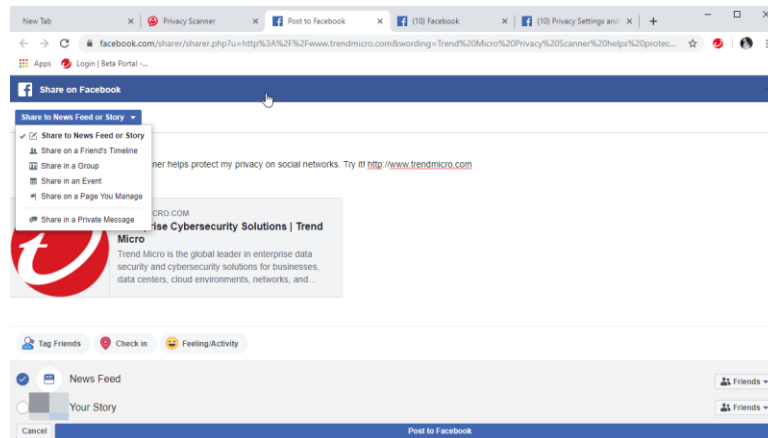 New Tab
Privacy Scanner
Post to Facebook
(10) Facebook
(10) Privacy Settings and
facebook.com/sharer/sharer.php?u=http%3A%2F%2Fwww.trendmicro.com&wording=Trend%20Micro%20Privacy%20Scanner%20helps%20protec...
Apps
Login | Beta Portal -...
Share on Facebook
Share to News Feed or Story
Share to News Feed or Story
Share on a Friend's Timeline
Share in a Group
Share in an Event
Share on a Page You Manage
Share in a Private Message
ner helps protect my privacy on social networks. Try it! http://www.trendmicro.com
CRO.COM
rise Cybersecurity Solutions | Trend
Micro
Trend Micro is the global leader in enterprise data
security and cybersecurity solutions for businesses,
data centers, cloud environments, networks, and...
Tag Friends
Check in
Feeling/Activity
News Feed
Friends
Your Story
Friends
Cancel
Post to Facebook